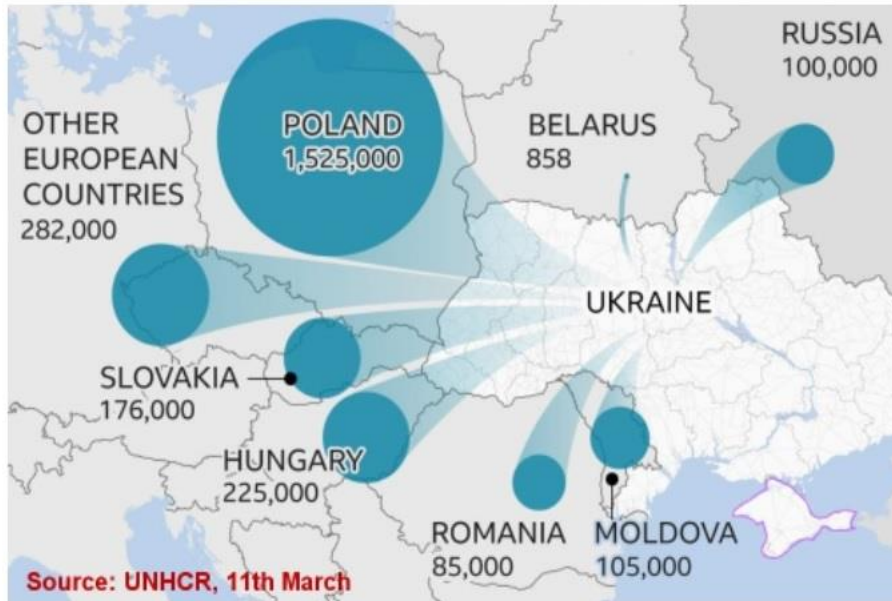 RUSSIA
100,000
OTHER
EUROPEAN
COUNTRIES
282,000
POLAND
1,525,000
BELARUS
858
UKRAINE
SLOVAKIA
176,000
HUNGARY
225,000
ROMANIA
85,000
MOLDOVA
105,000
Source: UNHCR, 11th March